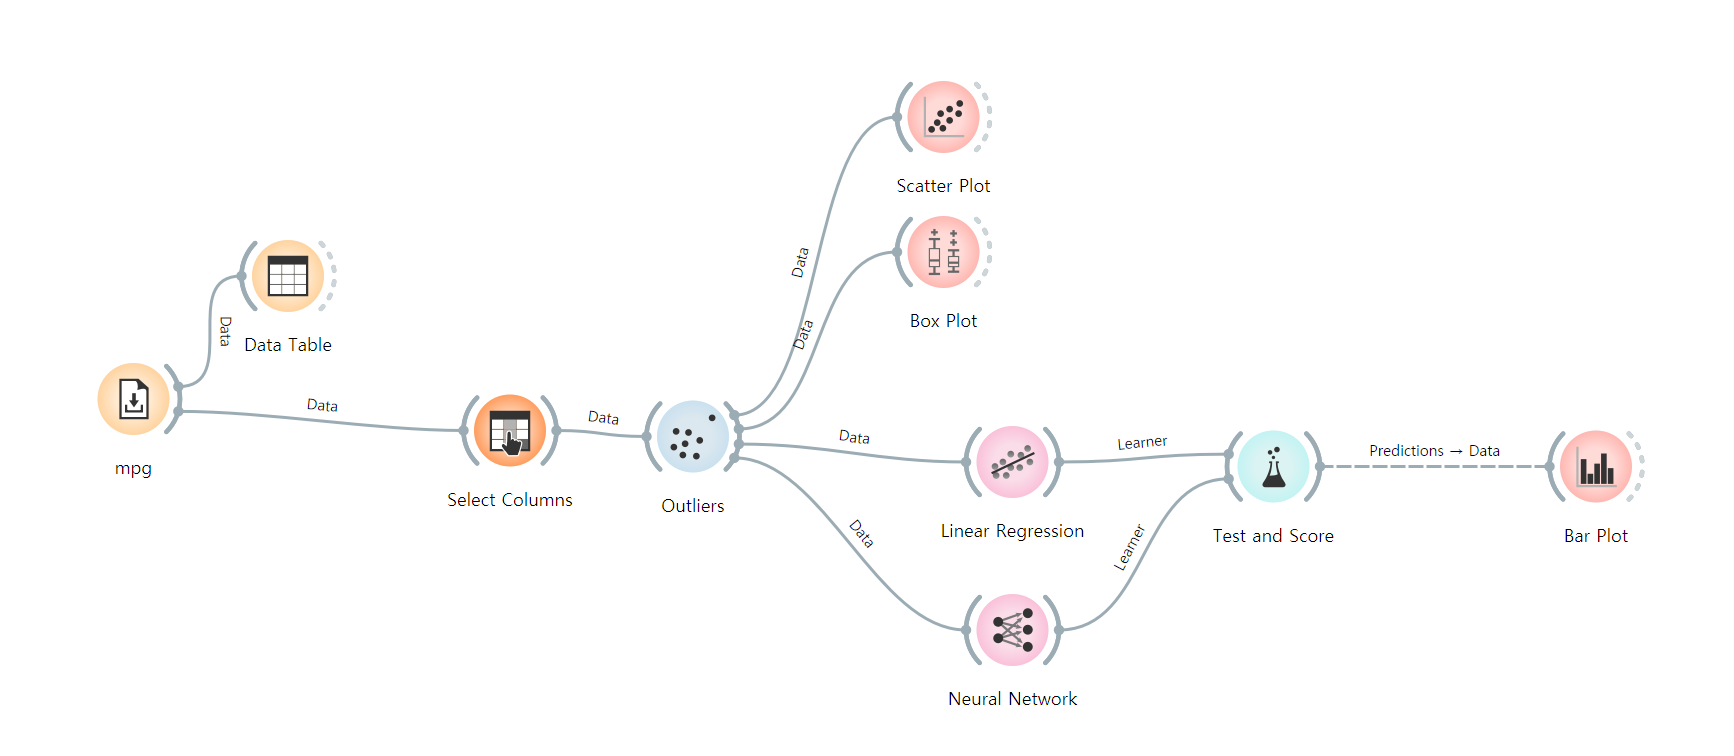 Scatter Plot
Data
Data
Box Plot
Data
Data Table
mpg
Data
Select Columns
Data
Outliers
Data
Linear Regression
Learner
Test and Score
Predictions → Data
Bar Plot
Data
Learner
Neural Network